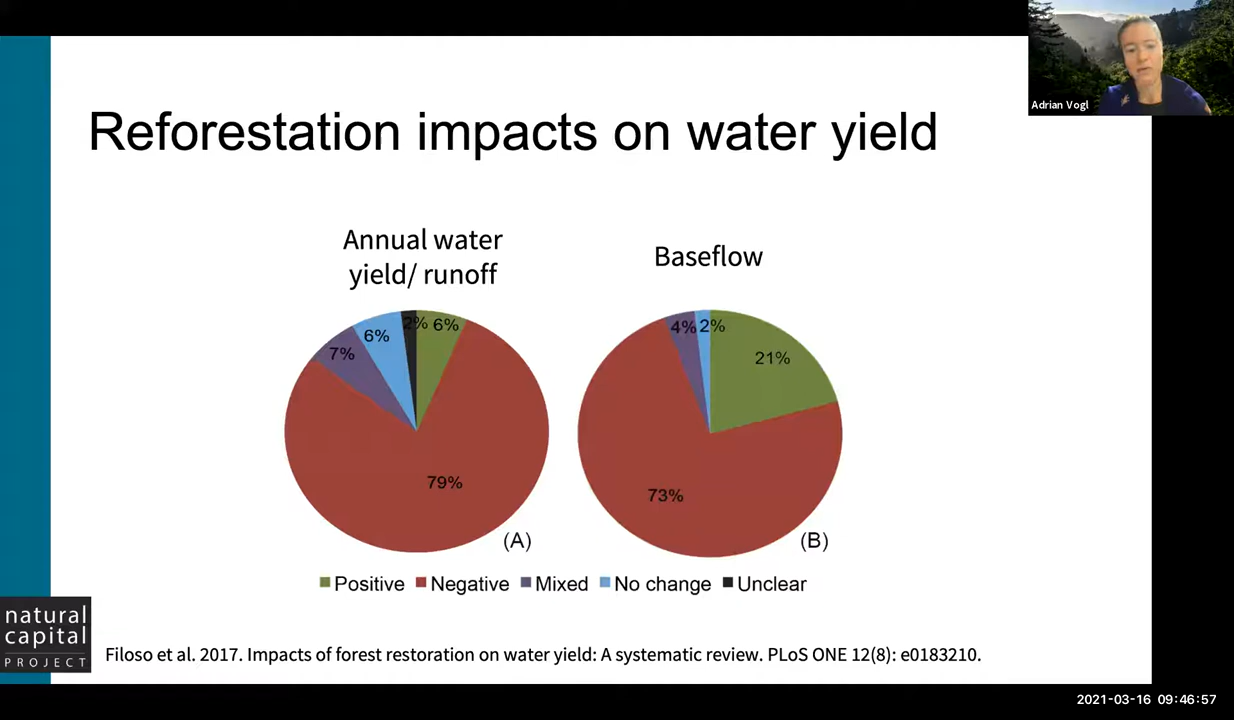 Adrian Vogl
Reforestation impacts on water yield
Annual water
yield/ runoff
Baseflow
2% 6%
6%
7%
79%
(A)
4% 2%
21%
73%
(B)
Positive Negative Mixed No change Unclear
natural
capital
PROJECT
Filoso et al. 2017. Impacts of forest restoration on water yield: A systematic review. PLoS ONE 12(8): e0183210.
2021-03-16 09:46:57